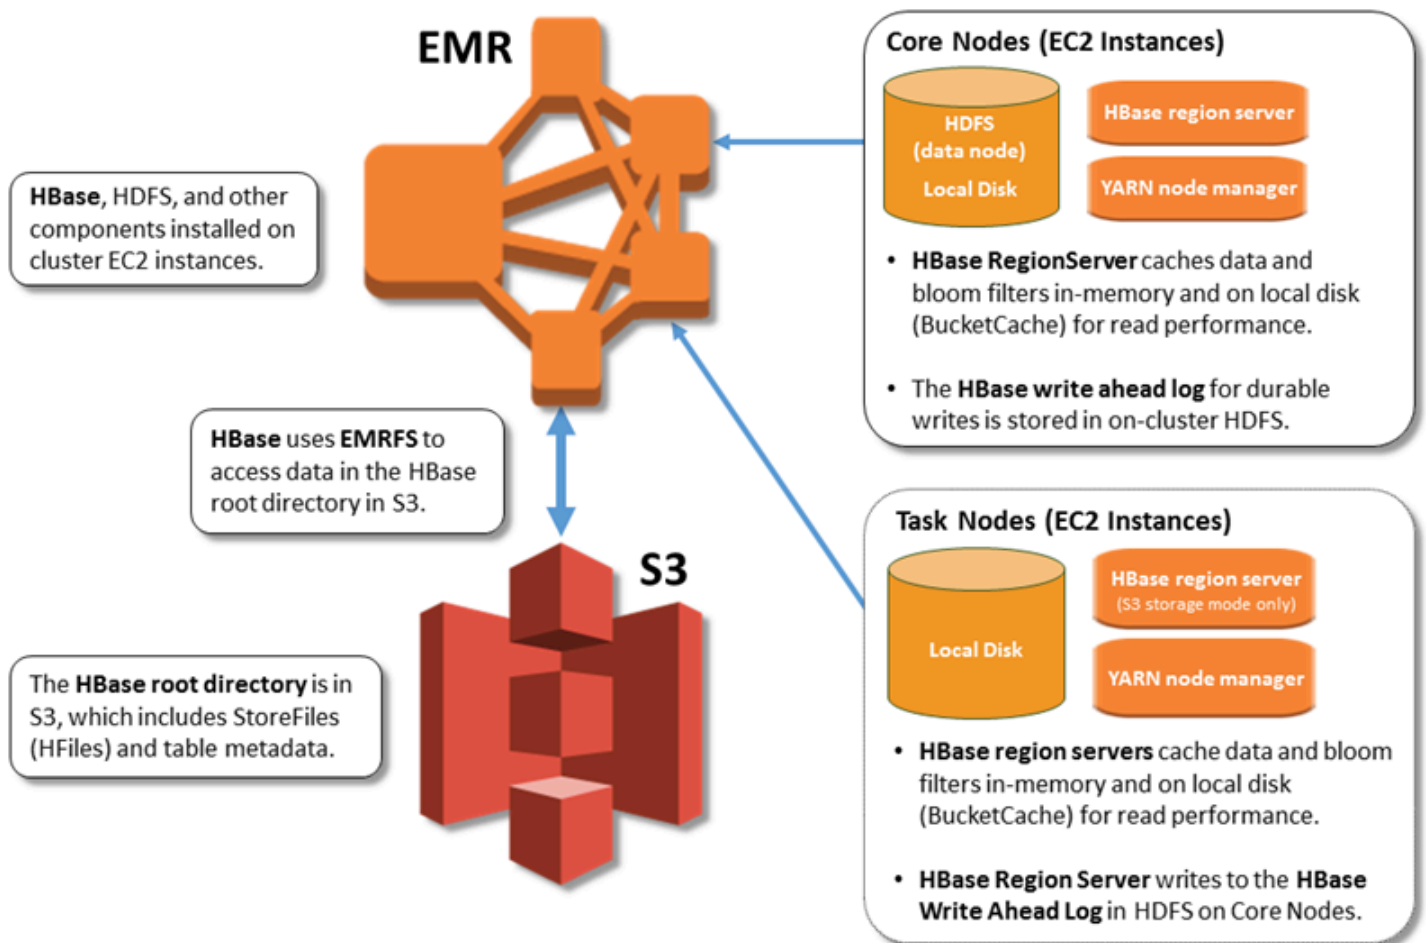 EMR
HBase, HDFS, and other
components installed on
cluster EC2 instances.
HBase uses EMRFS to
access data in the HBase
root directory in S3.
S3
The HBase root directory is in
S3, which includes StoreFiles
(HFiles) and table metadata.
Core Nodes (EC2 Instances)
HDFS
(data node)
Local Disk
HBase region server
YARN node manager
• HBase RegionServer caches data and
bloom filters in-memory and on local disk
(BucketCache) for read performance.
• The HBase write ahead log for durable
writes is stored in on-cluster HDFS.
Task Nodes (EC2 Instances)
Local Disk
HBase region server
(S3 storage mode only)
YARN node manager
• HBase region servers cache data and bloom
filters in-memory and on local disk
(BucketCache) for read performance.
• HBase Region Server writes to the HBase
Write Ahead Log in HDFS on Core Nodes.